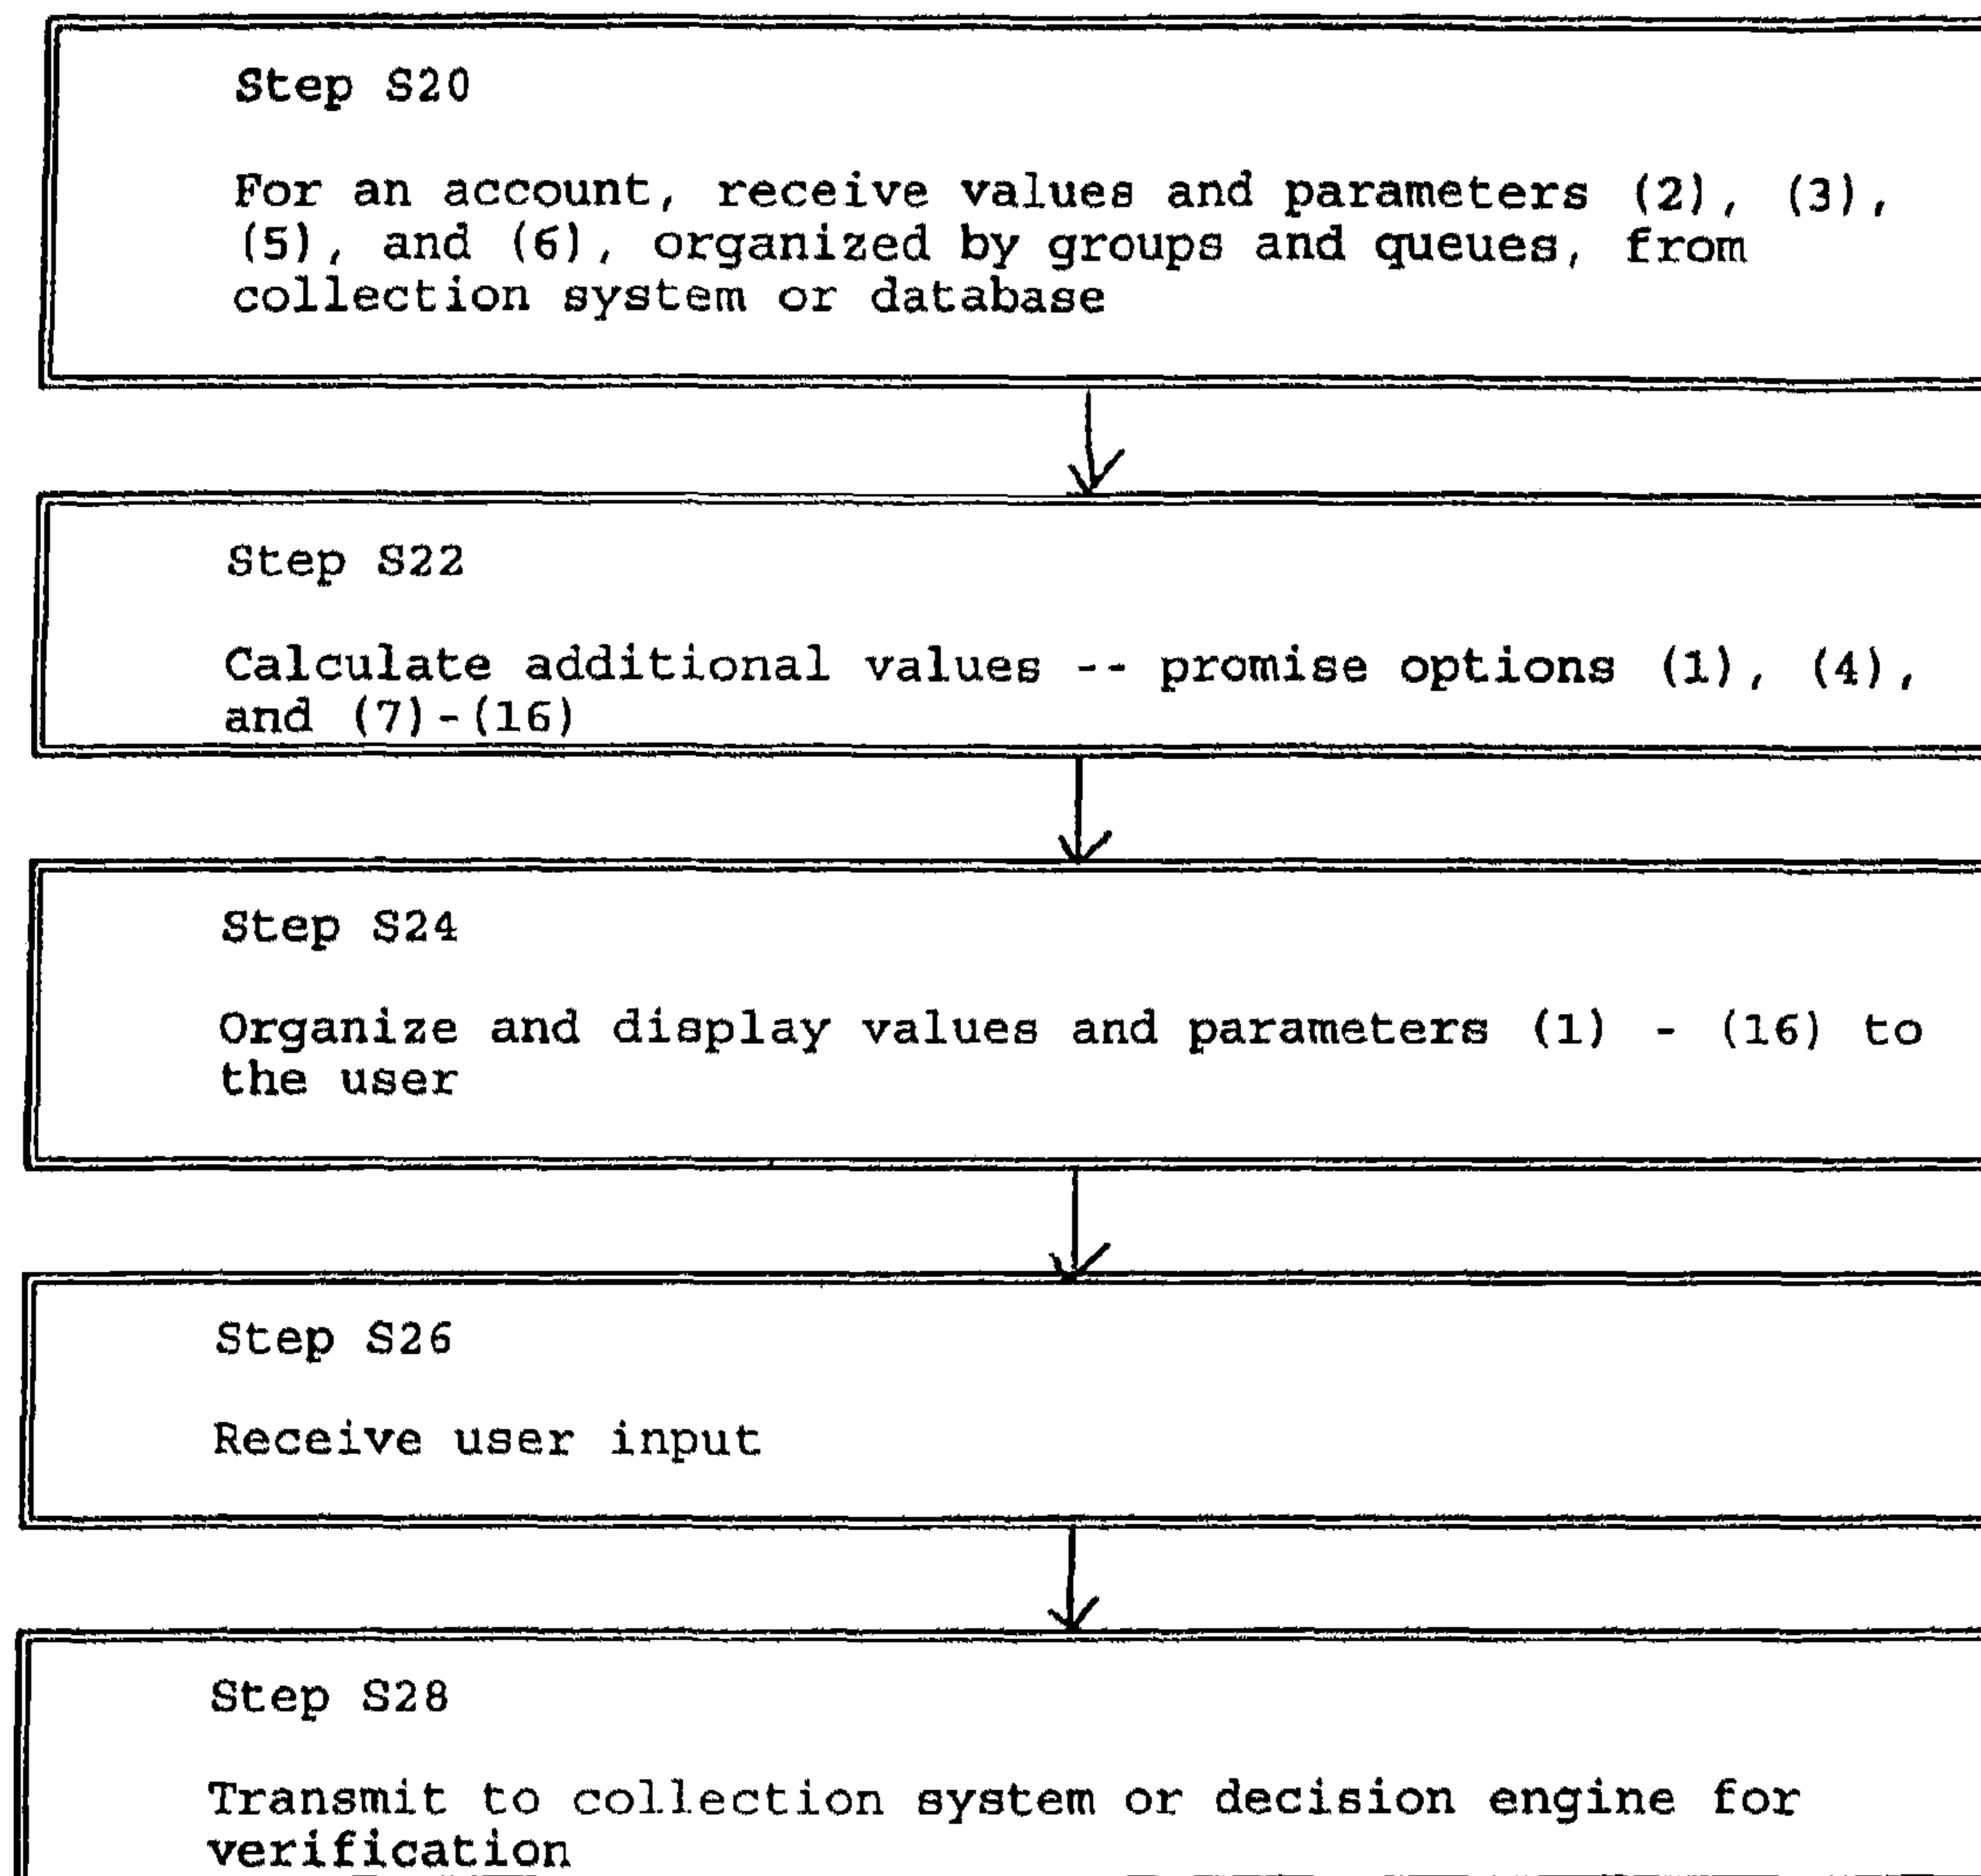 Step S20
For an account, receive values and parameters (2), (3),
(5), and (6), organized by groups and queues, from
collection system or database
Step S22
Calculate additional values -- promise options (1), (4),
and (7)-(16)
Step S24
Organize and display values and parameters (1) - (16) to
the user
Step S26
Receive user input
Step S28
Transmit to collection system or decision engine for
verification